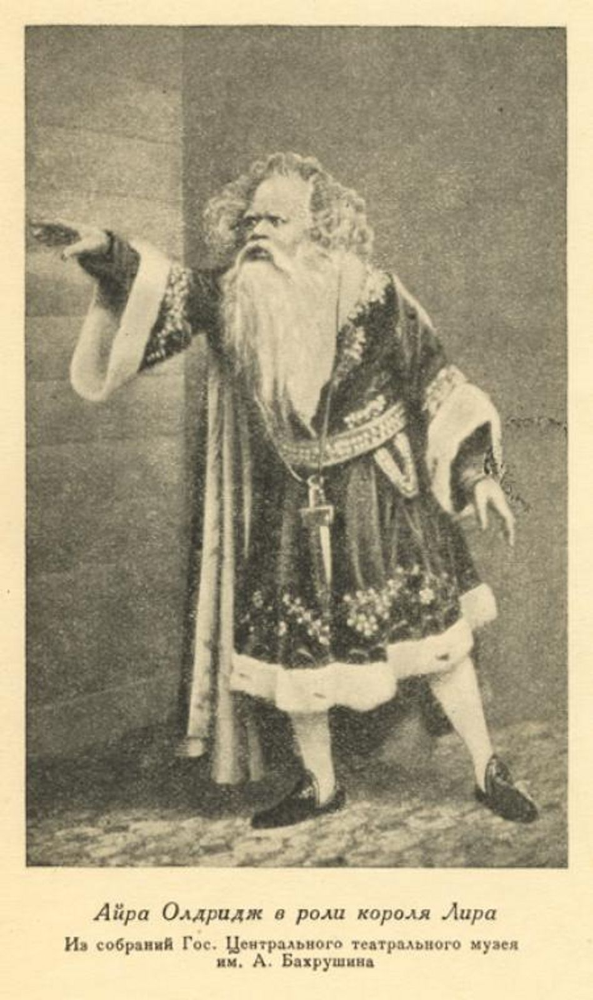 Айра Олдридж в роли короля Лира
Из собраний Гос. Центрального театрального музея
им. А. Бахрушина